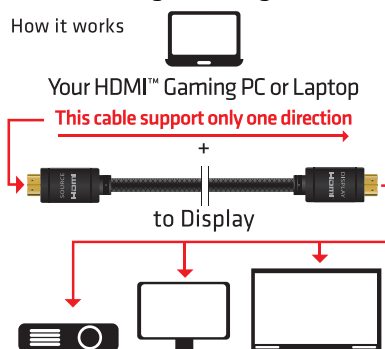 How it works
Your HDMI™ Gaming PC or Laptop
This cable support only one direction
+
SOURCE
HDMI
HDMI
DISPLAY
to Display